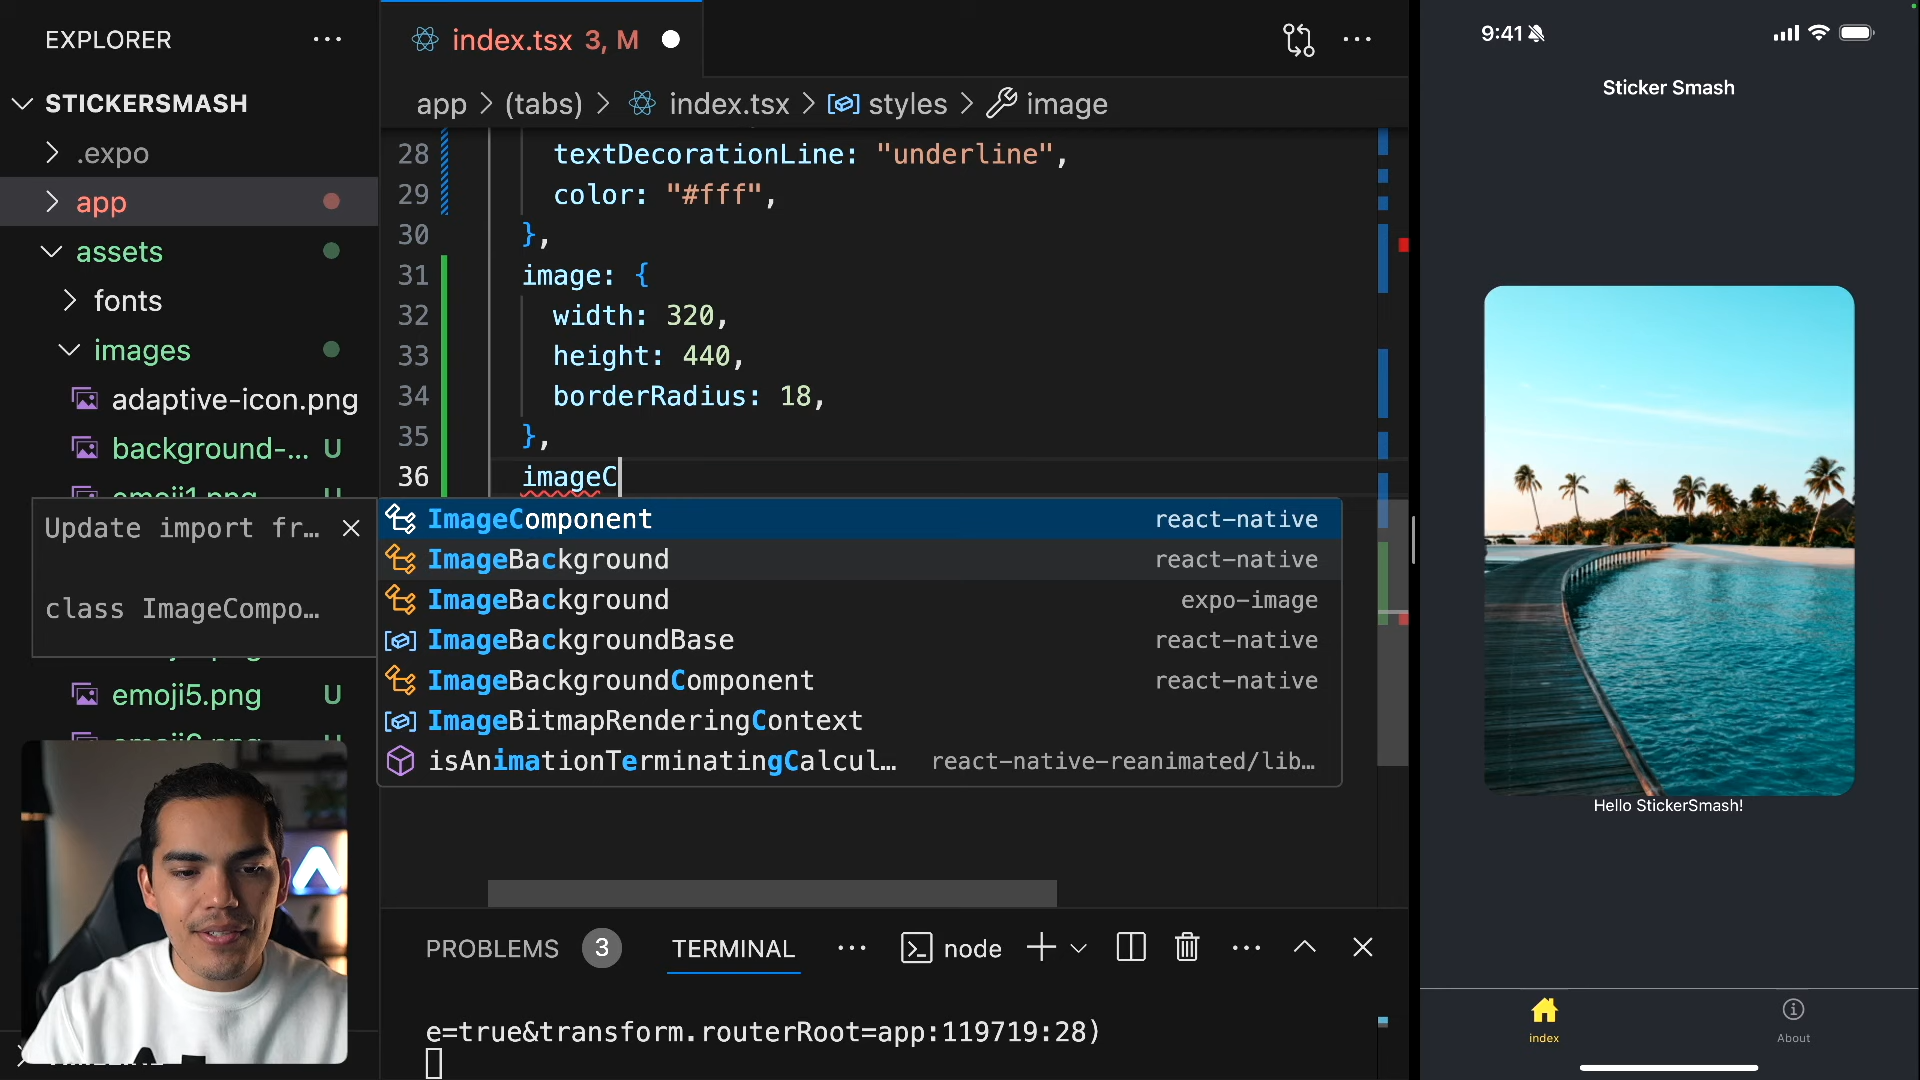 EXPLORER
STICKERSMASH
.expo
app
assets
fonts
images
adaptive-icon.png
background-... U
Update import fr...
class ImageCompo...
emoji5.png U
index.tsx 3, M
app > (tabs) > index.tsx > styles > image
28 textDecorationLine: "underline",
29 color: "#fff",
30 },
31 image: {
32 width: 320,
33 height: 440,
34 borderRadius: 18,
35 },
36 imageC
ImageComponent react-native
ImageBackground react-native
ImageBackground expo-image
ImageBackgroundBase react-native
ImageBackgroundComponent react-native
ImageBitmapRenderingContext
isAnimationTerminatingCalcul... react-native-reanimated/lib...
PROBLEMS 3 TERMINAL node
e=true&transform.routerRoot=app:119719:28)
9:41
Sticker Smash
Hello StickerSmash!
index
About